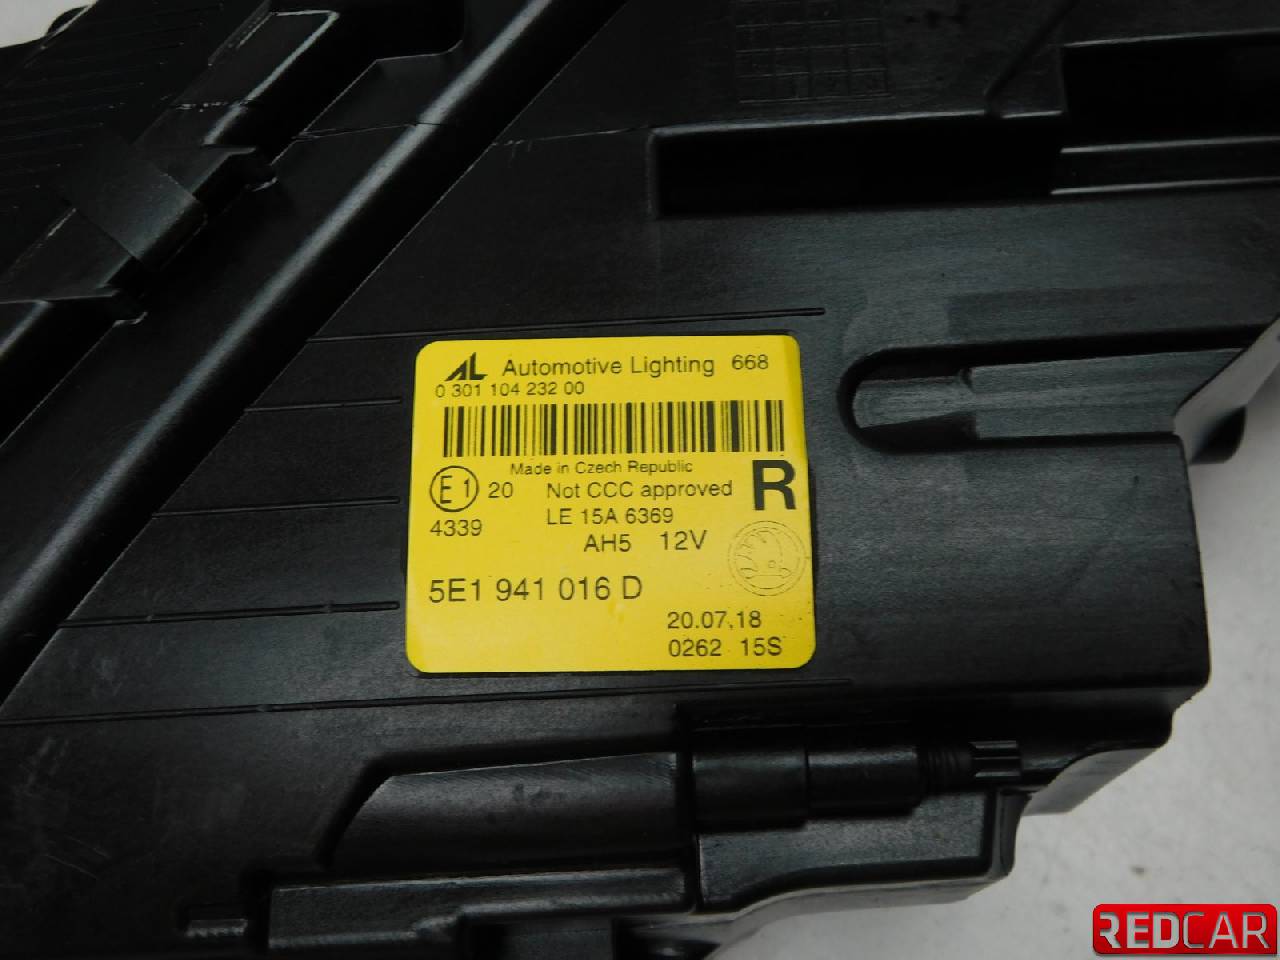 AL Automotive Lighting 668
0 301 104 232 00
Made in Czech Republic
E1 20 Not CCC approved R
4339 LE 15A 6369
AH5 12V
5E1 941 016 D
20.07.18
0262 15S
REDCAR